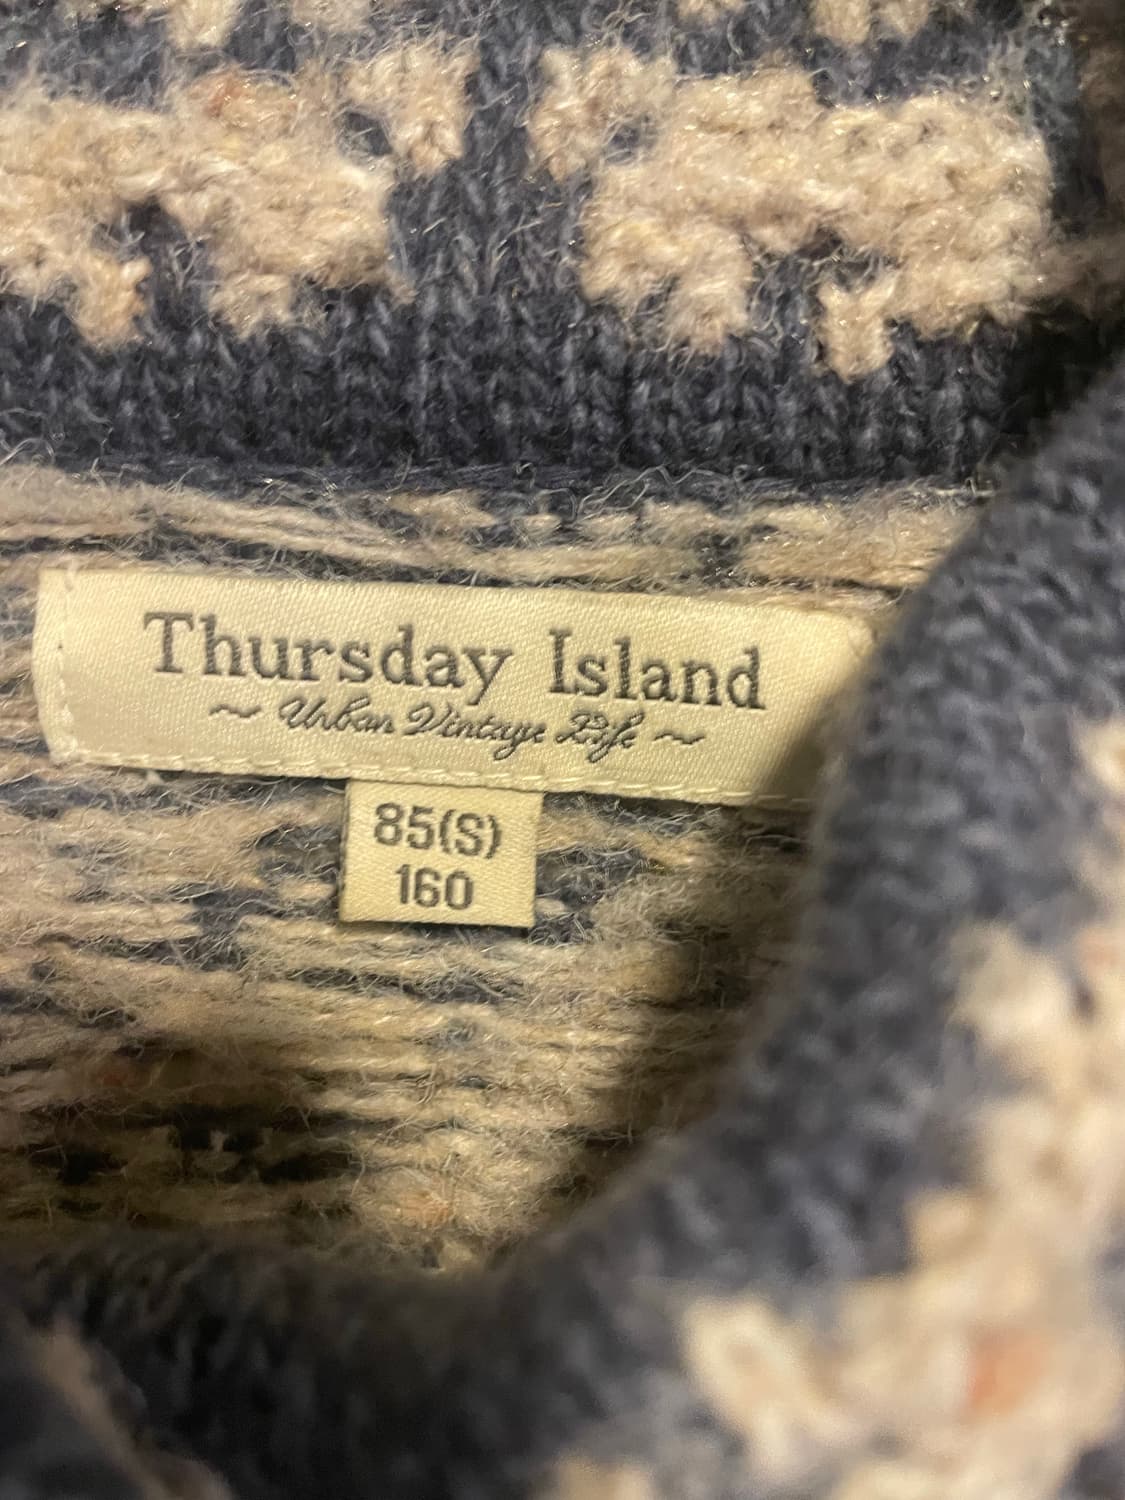 Thursday Island
~ Urban Vintage Life ~
85(S)
160